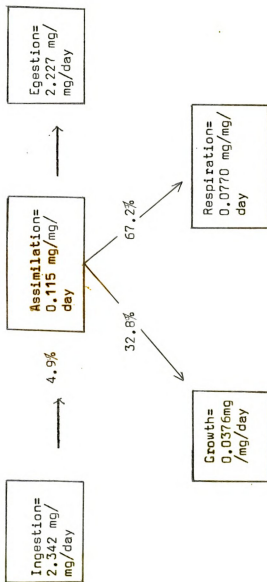 Ingestion=
2.342 mg/
mg/day
4.9%
Assimilation=
0.115 mg/mg/
day
Egestion=
2.227 mg/
mg/day
32.8%
67.2%
Growth=
0.0376mg
/mg/day
Respiration=
0.0770 mg/mg/
day